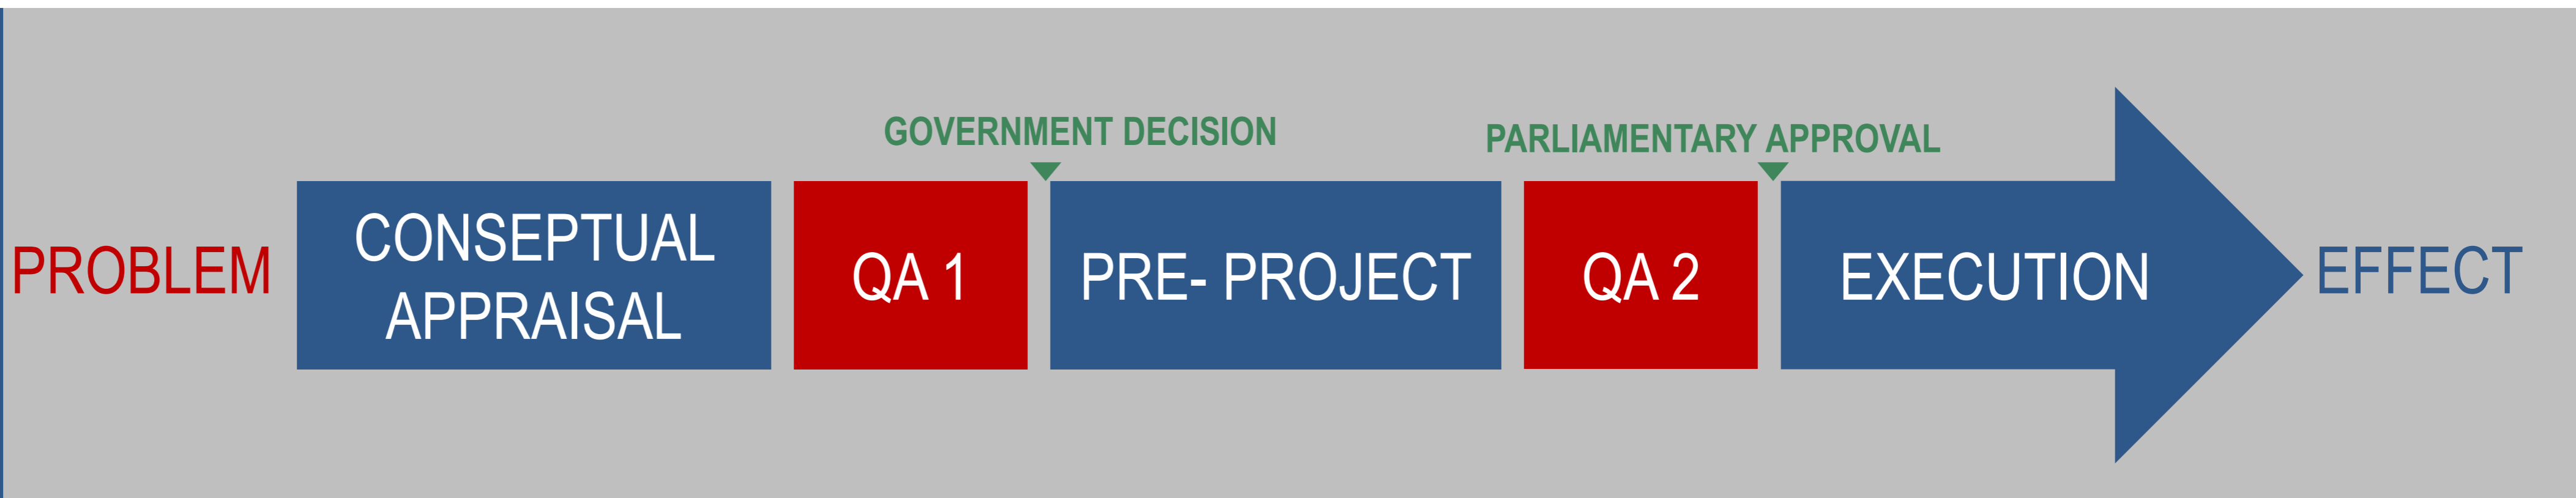 GOVERNMENT DECISION
PARLIAMENTARY APPROVAL
PROBLEM
CONSEPTUAL
APPRAISAL
QA 1
PRE- PROJECT
QA 2
EXECUTION
EFFECT